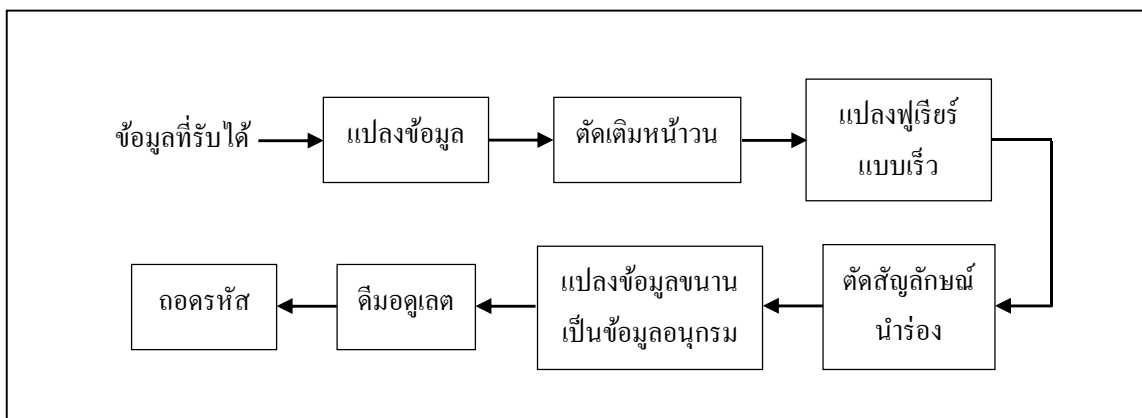 ข้อมูลที่รับได้
แปลงข้อมูล
ตัดเติมหน้าวน
แปลงฟูเรียร์
แบบเร็ว
ตัดสัญลักษณ์
นำร่อง
แปลงข้อมูลขนาน
เป็นข้อมูลอนุกรม
ดีมอดูเลต
ถอดรหัส